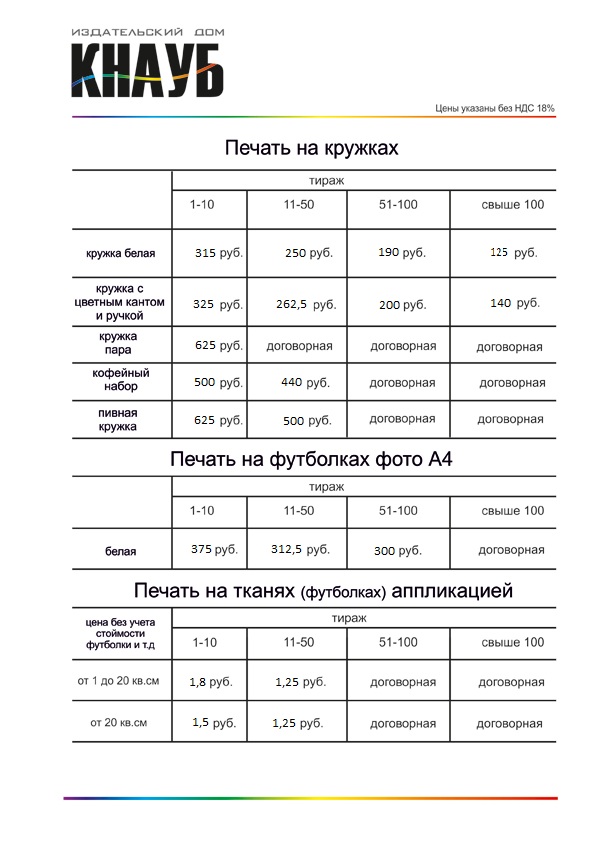 ИЗДАТЕЛЬСКИЙ ДОМ
КНАУБ
Цены указаны без НДС 18%
Печать на кружках
тираж
1-10 11-50 51-100 свыше 100
кружка белая 315 руб. 250 руб. 190 руб. 125 руб.
кружка с
цветным кантом
и ручкой 325 руб. 262,5 руб. 200 руб. 140 руб.
кружка
пара 625 руб. договорная договорная договорная
кофейный
набор 500 руб. 440 руб. договорная договорная
пивная
кружка 625 руб. 500 руб. договорная договорная
Печать на футболках фото А4
тираж
1-10 11-50 51-100 свыше 100
белая 375 руб. 312,5 руб. 300 руб. договорная
Печать на тканях (футболках) аппликацией
цена без учета
стоимости
футболки и т.д
тираж
1-10 11-50 51-100 свыше 100
от 1 до 20 кв.см 1,8 руб. 1,25 руб. договорная договорная
от 20 кв.см 1,5 руб. 1,25 руб. договорная договорная